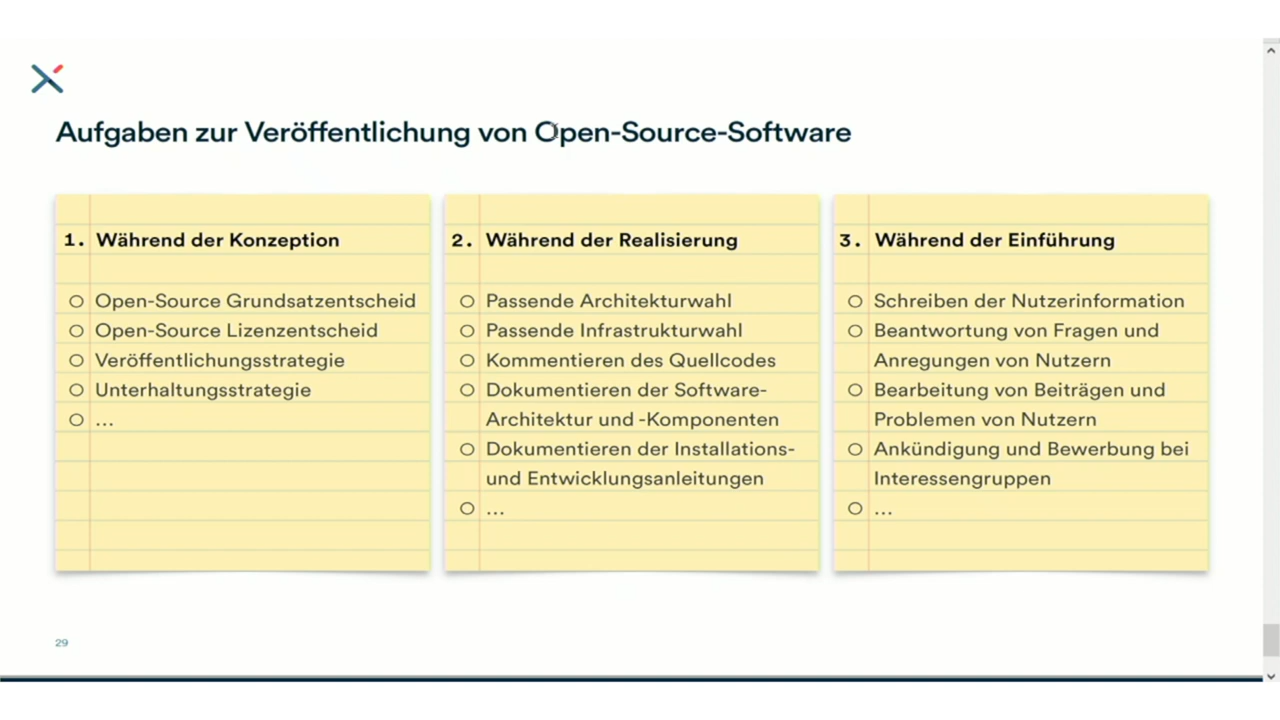 Aufgaben zur Veröffentlichung von Open-Source-Software
1. Während der Konzeption
Open-Source Grundsatzentscheid
Open-Source Lizenzentscheid
Veröffentlichungsstrategie
Unterhaltungsstrategie
...
2. Während der Realisierung
Passende Architekturwahl
Passende Infrastrukturwahl
Kommentieren des Quellcodes
Dokumentieren der Software-
Architektur und -Komponenten
Dokumentieren der Installations-
und Entwicklungsanleitungen
...
3. Während der Einführung
Schreiben der Nutzerinformation
Beantwortung von Fragen und
Anregungen von Nutzern
Bearbeitung von Beiträgen und
Problemen von Nutzern
Ankündigung und Bewerbung bei
Interessengruppen
...
29